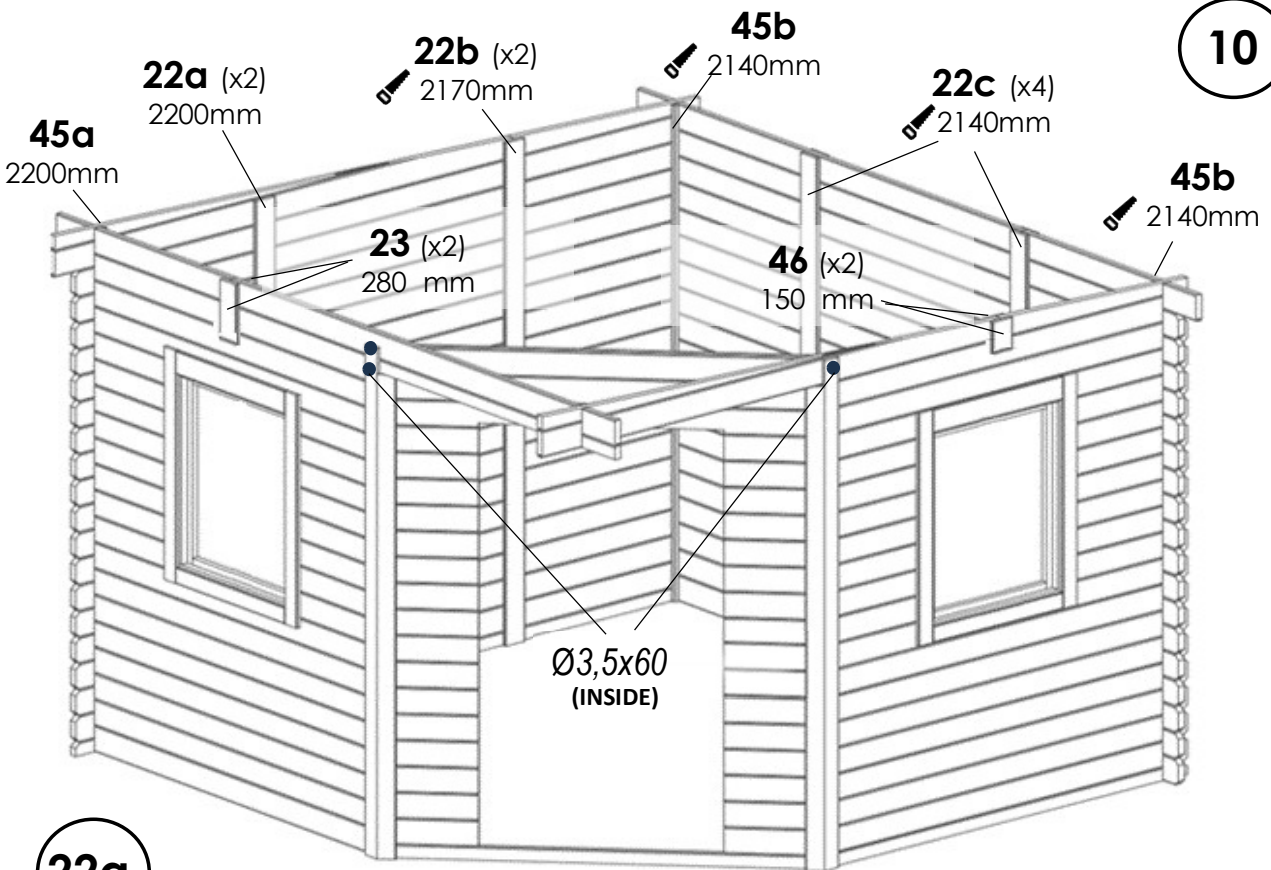 10
45b
2140mm
22b (x2)
2170mm
22a (x2)
2200mm
22c (x4)
2140mm
45a
2200mm
45b
2140mm
23 (x2)
280 mm
46 (x2)
150 mm
Ø3,5x60
(INSIDE)
22a